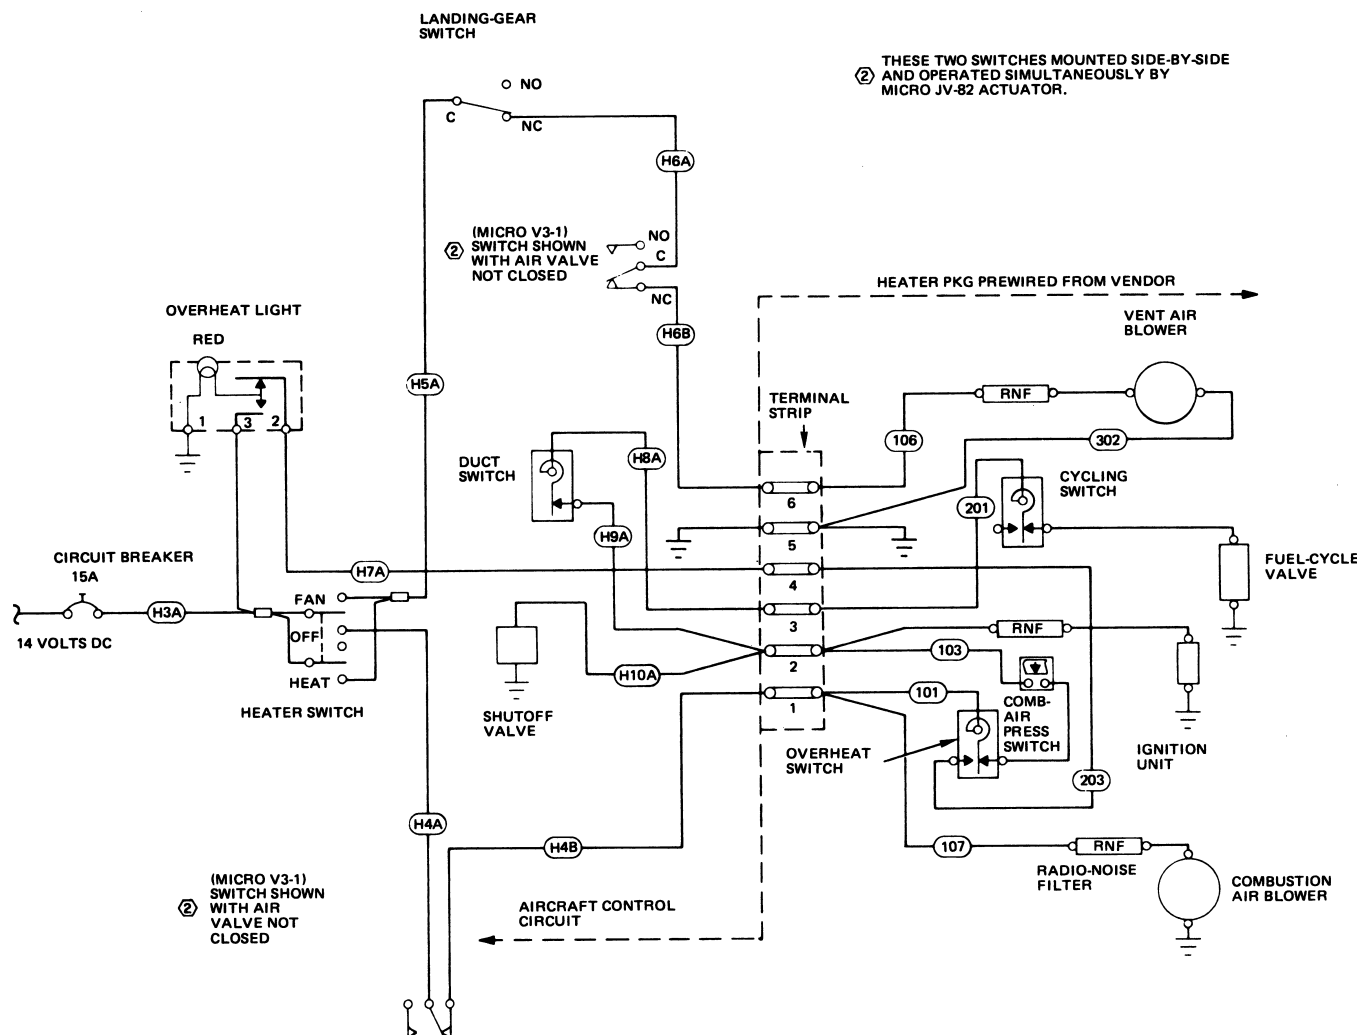 LANDING-GEAR
SWITCH
NO
C
NC
2
THESE TWO SWITCHES MOUNTED SIDE-BY-SIDE
AND OPERATED SIMULTANEOUSLY BY
MICRO JV-82 ACTUATOR.
H6A
2
(MICRO V3-1)
SWITCH SHOWN
WITH AIR VALVE
NOT CLOSED
NO
C
NC
HEATER PKG PREWIRED FROM VENDOR
OVERHEAT LIGHT
RED
1
3
2
H6B
H5A
VENT AIR
BLOWER
RNF
TERMINAL
STRIP
106
302
DUCT
SWITCH
H8A
H9A
6
5
4
3
2
1
201
CYCLING
SWITCH
FUEL-CYCLE
VALVE
CIRCUIT BREAKER
15A
H7A
H3A
14 VOLTS DC
FAN
OFF
HEAT
HEATER SWITCH
SHUTOFF
VALVE
H10A
RNF
103
101
COMB-
AIR
PRESS
SWITCH
OVERHEAT
SWITCH
IGNITION
UNIT
203
H4A
H4B
107
RNF
RADIO-NOISE
FILTER
COMBUSTION
AIR BLOWER
2
(MICRO V3-1)
SWITCH SHOWN
WITH AIR
VALVE NOT
CLOSED
AIRCRAFT CONTROL
CIRCUIT